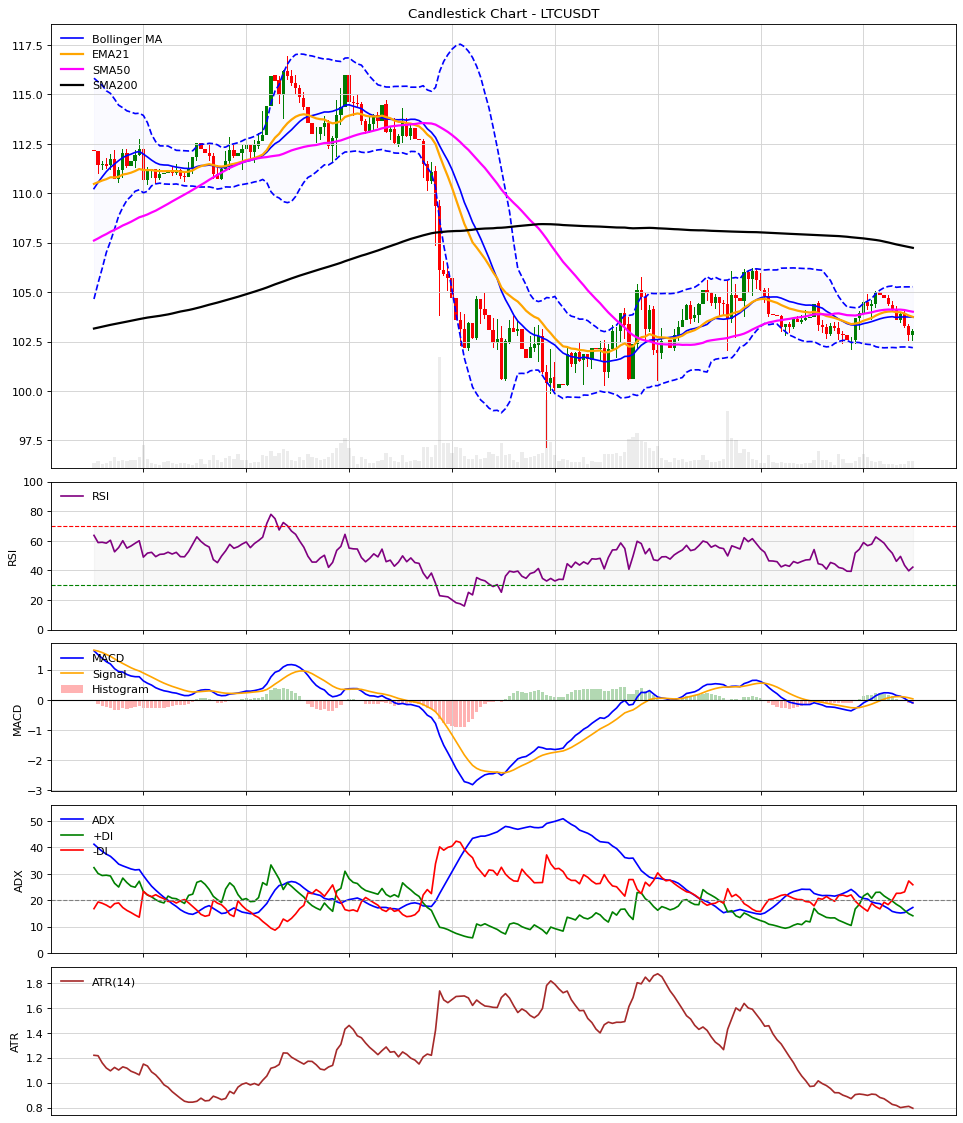 Candlestick Chart - LTCUSDT
Bollinger MA
EMA21
SMA50
SMA200
117.5
115.0
112.5
110.0
107.5
105.0
102.5
100.0
97.5
RSI
RSI
100
80
60
40
20
0
MACD
Signal
Histogram
MACD
1
0
−1
−2
−3
ADX
+DI
-DI
ADX
50
40
30
20
10
0
ATR(14)
ATR
1.8
1.6
1.4
1.2
1.0
0.8